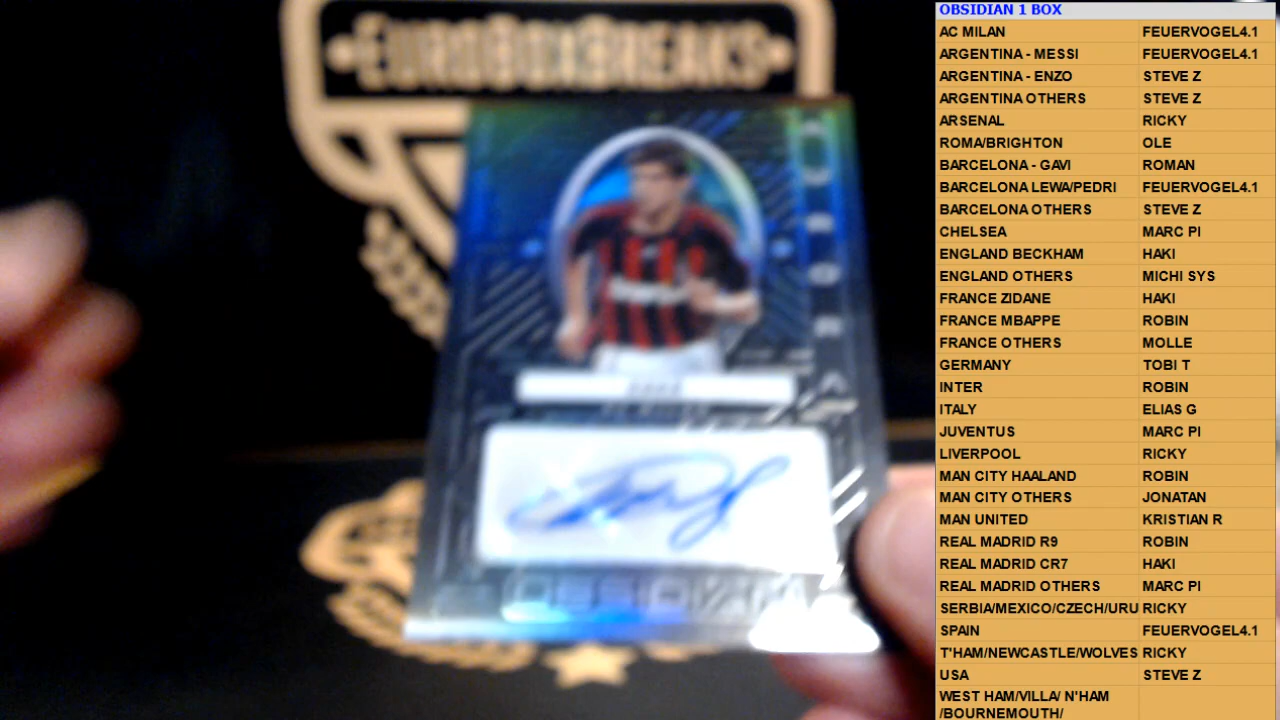 EUROBOXBREAKS
OBSIDIAN
OBSIDIAN 1 BOX
AC MILAN FEUERVOGEL4.1
ARGENTINA - MESSI FEUERVOGEL4.1
ARGENTINA - ENZO STEVE Z
ARGENTINA OTHERS STEVE Z
ARSENAL RICKY
ROMA/BRIGHTON OLE
BARCELONA - GAVI ROMAN
BARCELONA LEWA/PEDRI FEUERVOGEL4.1
BARCELONA OTHERS STEVE Z
CHELSEA MARC PI
ENGLAND BECKHAM HAKI
ENGLAND OTHERS MICHI SYS
FRANCE ZIDANE HAKI
FRANCE MBAPPE ROBIN
FRANCE OTHERS MOLLE
GERMANY TOBI T
INTER ROBIN
ITALY ELIAS G
JUVENTUS MARC PI
LIVERPOOL RICKY
MAN CITY HAALAND ROBIN
MAN CITY OTHERS JONATAN
MAN UNITED KRISTIAN R
REAL MADRID R9 ROBIN
REAL MADRID CR7 HAKI
REAL MADRID OTHERS MARC PI
SERBIA/MEXICO/CZECH/URU RICKY
SPAIN FEUERVOGEL4.1
T'HAM/NEWCASTLE/WOLVES RICKY
USA STEVE Z
WEST HAM/VILLA/ N'HAM
/BOURNEMOUTH/